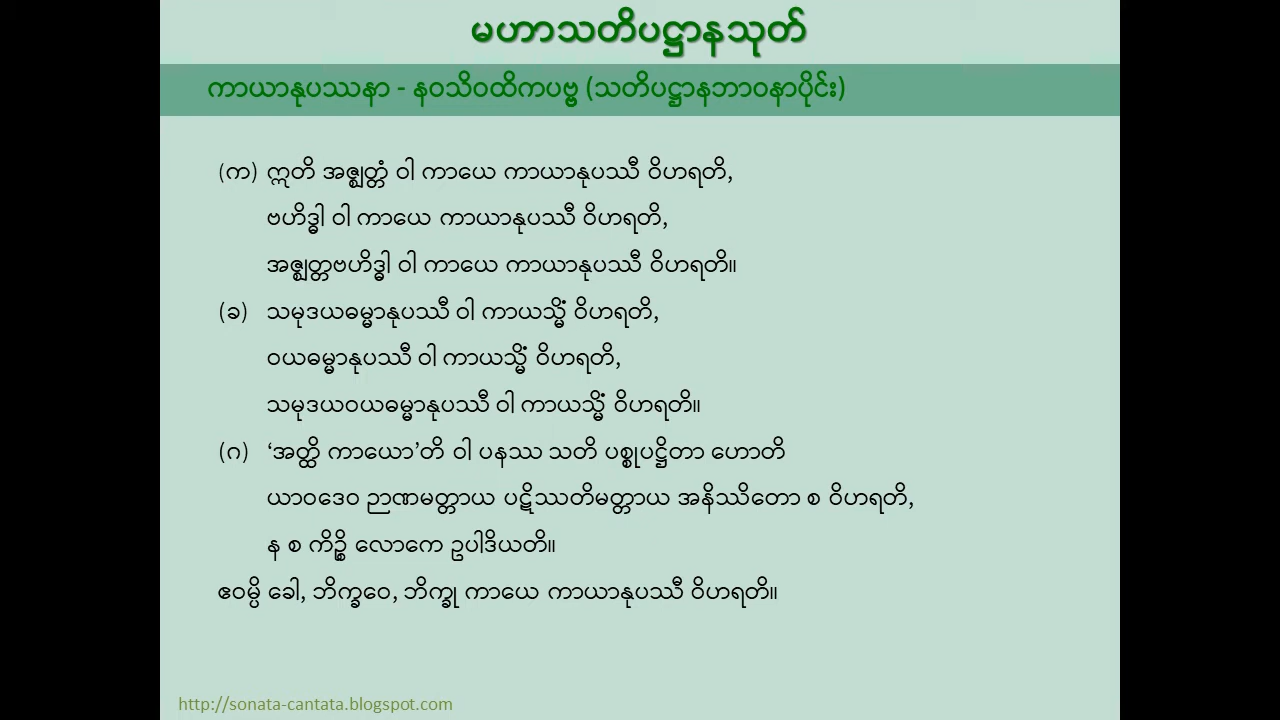 မဟာသတိပဋ္ဌာနသုတ်
ကာယာနုပဿနာ - နဝသိဝထိကပဗ္ဗ (သတိပဋ္ဌာနဘာဝနာပိုင်း)
(က) ဣတိ အဇ္ဈတ္တံ ဝါ ကာယေ ကာယာနုပဿီ ဝိဟရတိ,
ဗဟိဒ္ဓါ ဝါ ကာယေ ကာယာနုပဿီ ဝိဟရတိ,
အဇ္ဈတ္တဗဟိဒ္ဓါ ဝါ ကာယေ ကာယာနုပဿီ ဝိဟရတိ။
(ခ) သမုဒယဓမ္မာနုပဿီ ဝါ ကာယသ္မိံ ဝိဟရတိ,
ဝယဓမ္မာနုပဿီ ဝါ ကာယသ္မိံ ဝိဟရတိ,
သမုဒယဝယဓမ္မာနုပဿီ ဝါ ကာယသ္မိံ ဝိဟရတိ။
(ဂ) ‘အတ္ထိ ကာယော’တိ ဝါ ပနဿ သတိ ပစ္စုပဋ္ဌိတာ ဟောတိ
ယာဝဒေဝ ဉာဏမတ္တာယ ပဋိဿတိမတ္တာယ အနိဿိတော စ ဝိဟရတိ,
န စ ကိဉ္စိ လောကေ ဥပါဒိယတိ။
ဧဝမ္ပိ ခေါ, ဘိက္ခဝေ, ဘိက္ခု ကာယေ ကာယာနုပဿီ ဝိဟရတိ။
http://sonata-cantata.blogspot.com